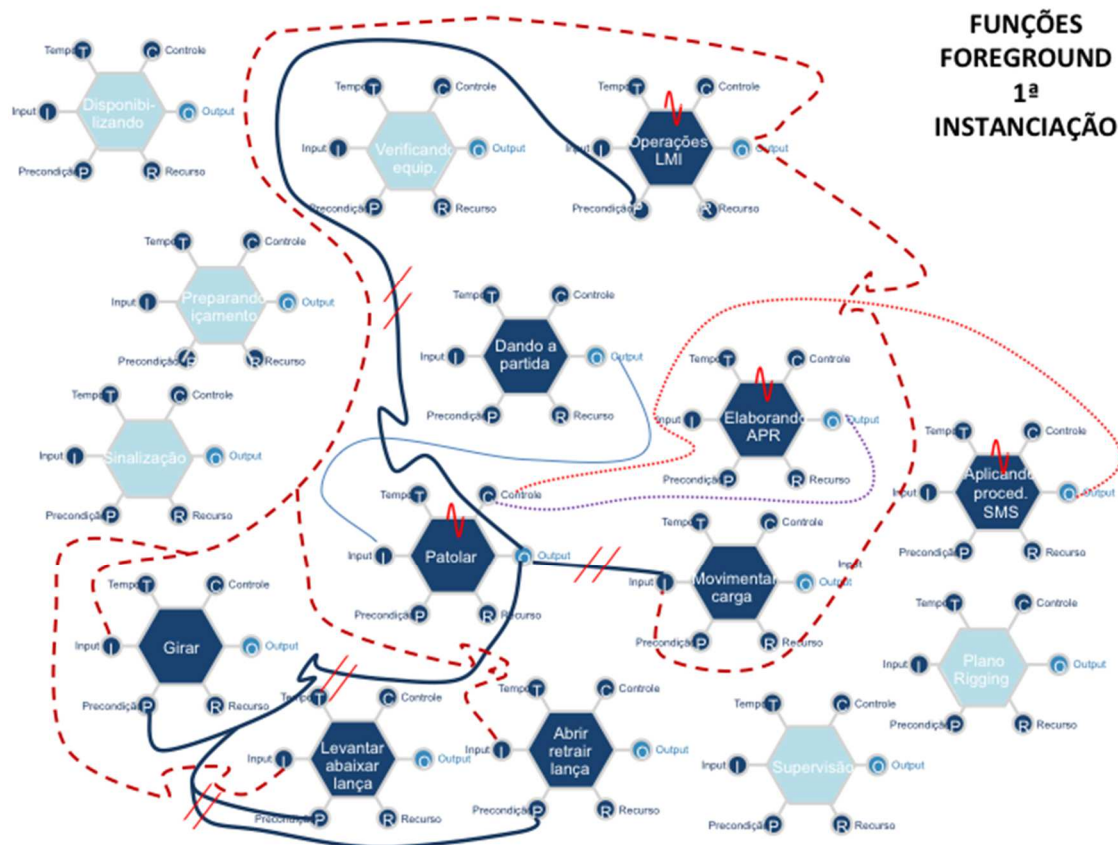 FUNÇÕES
FOREGROUND
1ª
INSTANCIAÇÃO
Tempo T C Controle
Input I Disponibi-
lizando O Output
Precondição P R Recurso
Tempo T C Controle
Input I Verificando
equip. O Output
Precondição P R Recurso
Tempo T C Controle
Input I Operações
LMI O Output
Precondição P R Recurso
Tempo T C Controle
Input I Preparando
içamento O Output
Precondição P R Recurso
Tempo T C Controle
Input I Dando a
partida O Output
Precondição P R Recurso
Tempo T C Controle
Input I Elaborando
APR O Output
Precondição P R Recurso
Tempo T C Controle
Input I Sinalização O Output
Precondição P R Recurso
Tempo T C Controle
Input I Aplicando
proced.
SMS O Output
Precondição P R Recurso
Tempo T C Controle
Input I Patolar O Output
Precondição P R Recurso
Tempo T C Controle
Input I Movimentar
carga O Output
Input
Precondição P R Recurso
Tempo T C Controle
Input I Girar O Output
Precondição P R Recurso
Tempo T C Controle
Input I Plano
Rigging O Output
Precondição P R Recurso
Tempo T C Controle
Input I Levantar
abaixar
lança O Output
Precondição P R Recurso
Tempo T C Controle
Input I Abrir
retrair
lança O Output
Precondição P R Recurso
Tempo T C Controle
Input I Supervisão O Output
Precondição P R Recurso